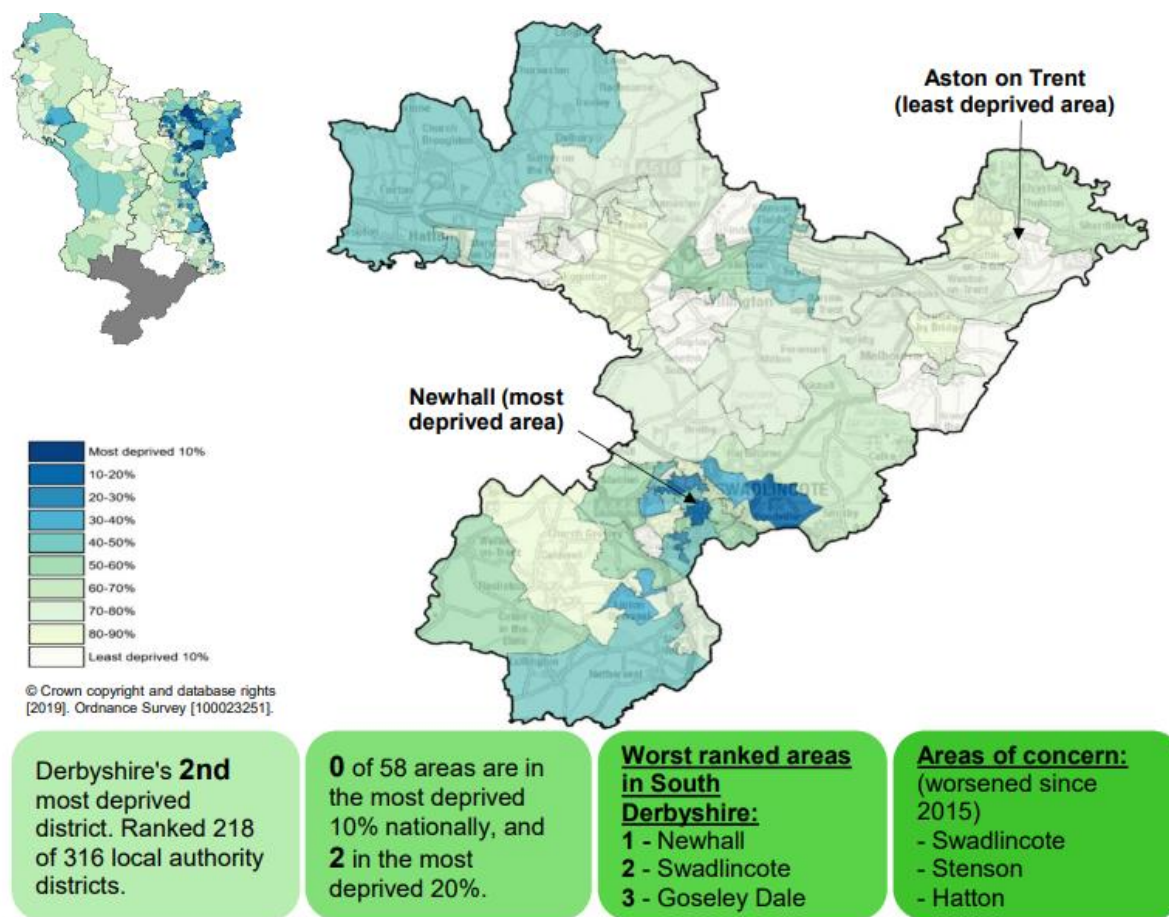 Aston on Trent
(least deprived area)
Newhall (most
deprived area)
SWADLINCOTE
Willington
Most deprived 10%
10-20%
20-30%
30-40%
40-50%
50-60%
60-70%
70-80%
80-90%
Least deprived 10%
© Crown copyright and database rights
[2019]. Ordnance Survey [100023251].
Derbyshire's 2nd
most deprived
district. Ranked 218
of 316 local authority
districts.
0 of 58 areas are in
the most deprived
10% nationally, and
2 in the most
deprived 20%.
Worst ranked areas
in South
Derbyshire:
1 - Newhall
2 - Swadlincote
3 - Goseley Dale
Areas of concern:
(worsened since
2015)
- Swadlincote
- Stenson
- Hatton